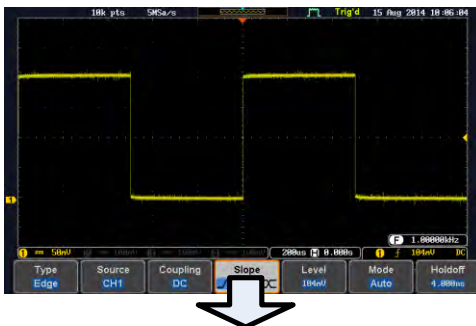 10k pts 5MSa/s Trig'd 15 Aug 2014 10:06:04
1
F 1.00000kHz
1 50mV 200us H 0.000s 1 104mV DC
Type Source Coupling Slope Level Mode Holdoff
Edge CH1 DC 104mV Auto 4.000ns